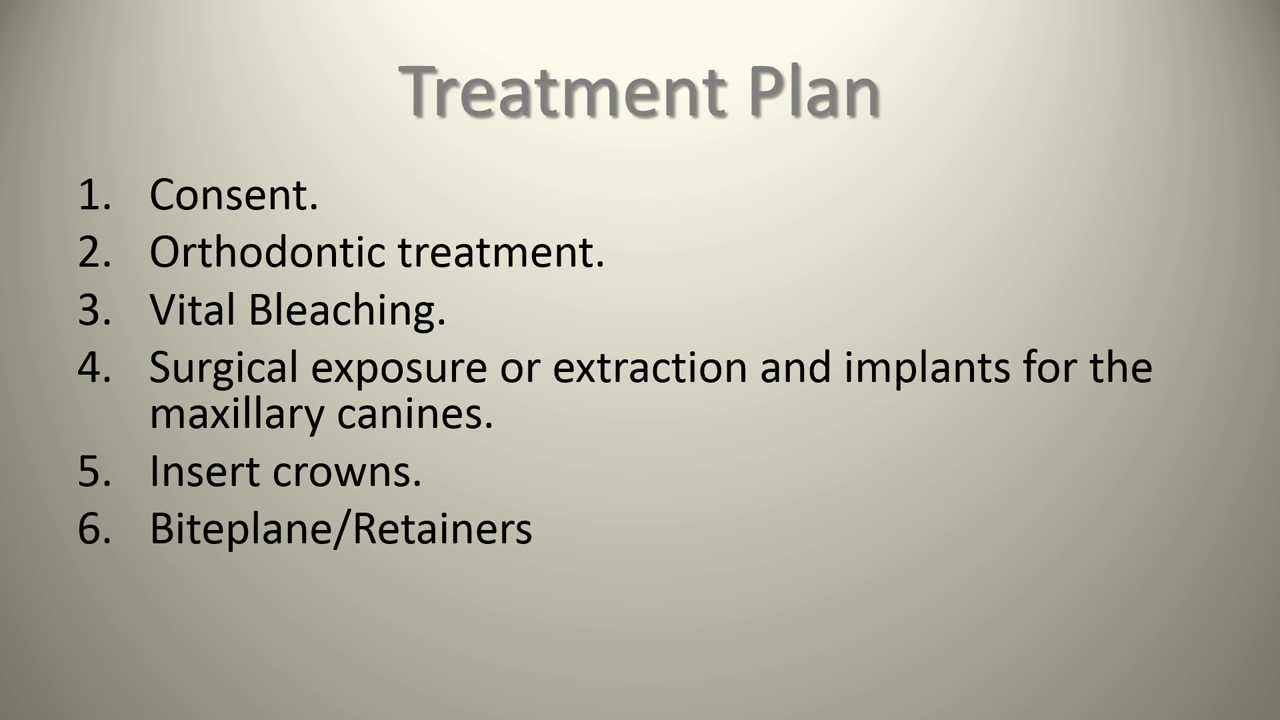 Treatment Plan
1. Consent.
2. Orthodontic treatment.
3. Vital Bleaching.
4. Surgical exposure or extraction and implants for the
maxillary canines.
5. Insert crowns.
6. Biteplane/Retainers